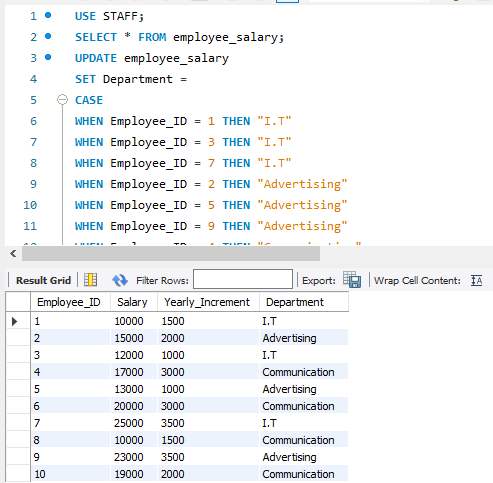 1 USE STAFF;
2 SELECT * FROM employee_salary;
3 UPDATE employee_salary
4 SET Department =
5 CASE
6 WHEN Employee_ID = 1 THEN "I.T"
7 WHEN Employee_ID = 3 THEN "I.T"
8 WHEN Employee_ID = 7 THEN "I.T"
9 WHEN Employee_ID = 2 THEN "Advertising"
10 WHEN Employee_ID = 5 THEN "Advertising"
11 WHEN Employee_ID = 9 THEN "Advertising"
Result Grid Filter Rows: Export: Wrap Cell Content:
Employee_ID Salary Yearly_Increment Department
1 10000 1500 I.T
2 15000 2000 Advertising
3 12000 1000 I.T
4 17000 3000 Communication
5 13000 1000 Advertising
6 20000 3000 Communication
7 25000 3500 I.T
8 10000 1500 Communication
9 23000 3500 Advertising
10 19000 2000 Communication